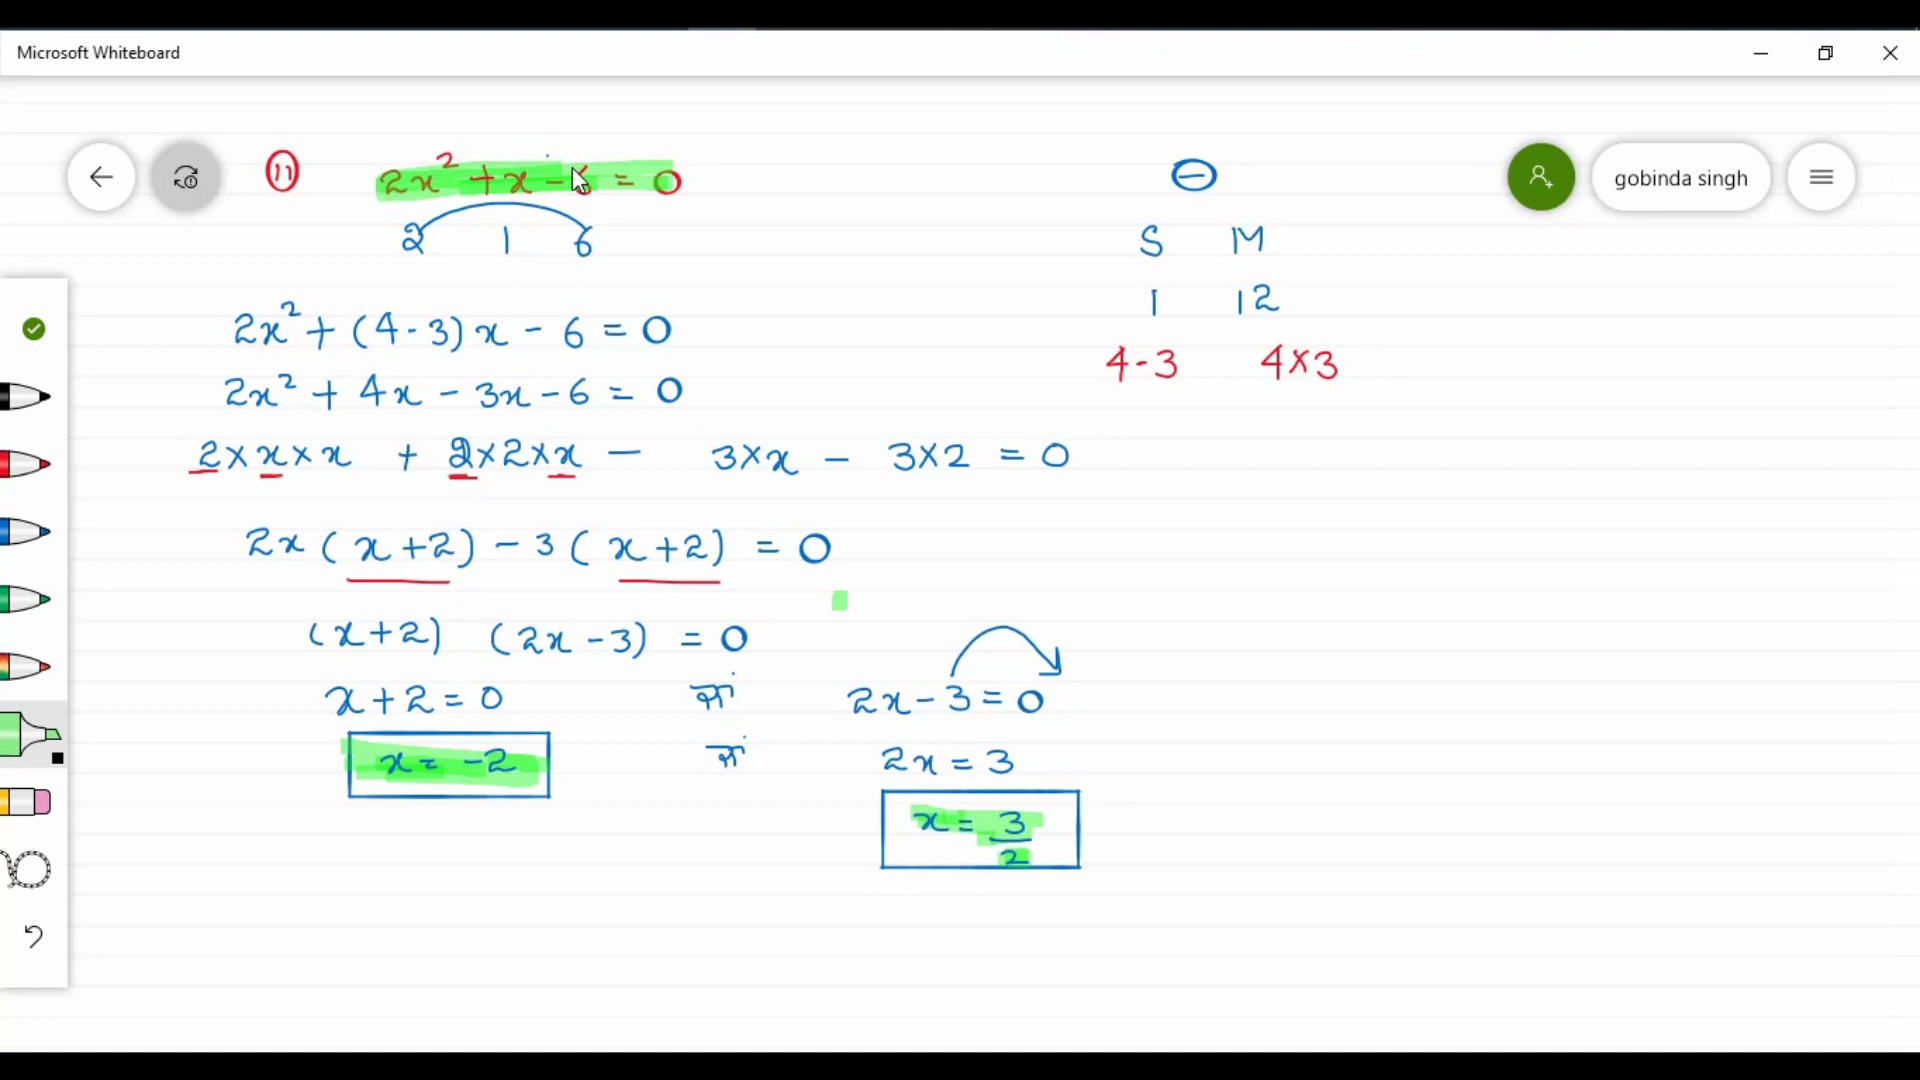 Microsoft Whiteboard
(ii) 2x² + x - 6 = 0
2 1 6
2x² + (4-3)x - 6 = 0
2x² + 4x - 3x - 6 = 0
2×x×x + 2×2×x - 3×x - 3×2 = 0
2x(x+2) - 3(x+2) = 0
(x+2) (2x-3) = 0
x+2 = 0 ਜਾਂ 2x-3 = 0
x = -2 ਜਾਂ 2x = 3
x = 3/2
⊖
S M
1 12
4-3 4×3
gobinda singh